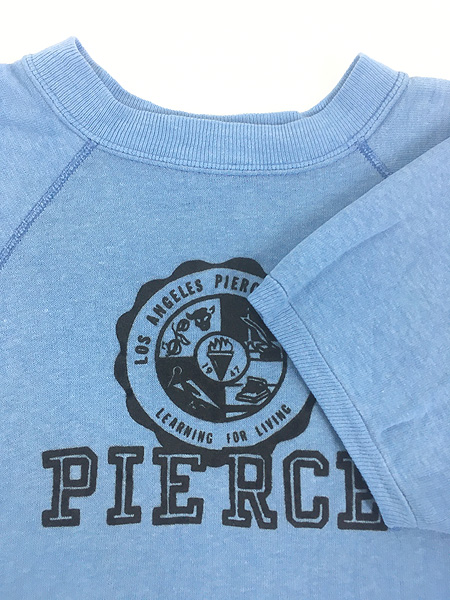 LOS ANGELES PIERC
19 47
LEARNING FOR LIVING
PIERCE